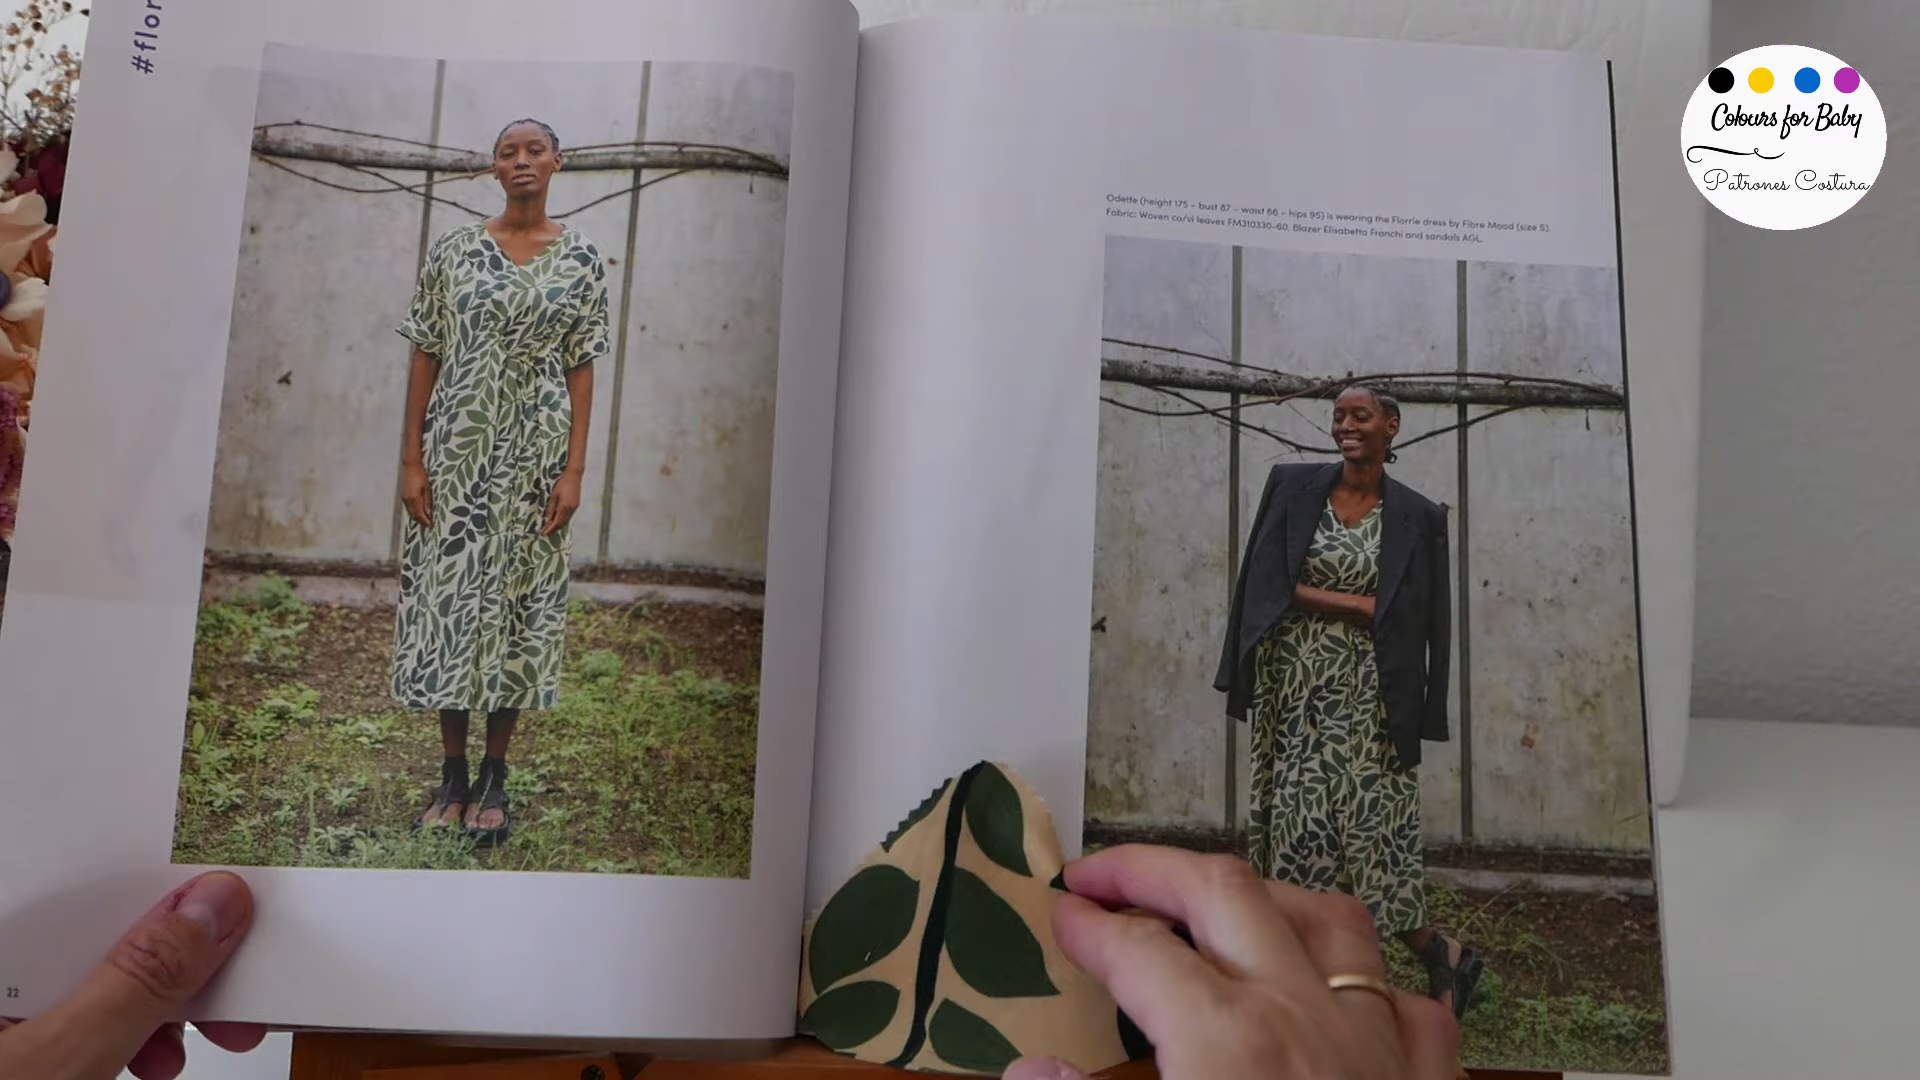 #flor
Odette (height 175 – bust 87 – waist 66 – hips 95) is wearing the Florrie dress by Fibre Mood (size S).
Fabric: Woven co/vi leaves FM310330-60. Blazer Elisabetta Franchi and sandals AGL.
22
Colours for Baby
Patrones Costura